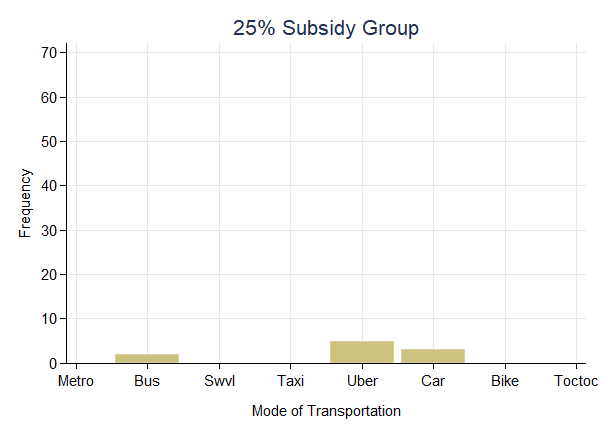 25% Subsidy Group
70
60
50
40
30
20
10
0
Frequency
Metro Bus Swvl Taxi Uber Car Bike Toctoc
Mode of Transportation